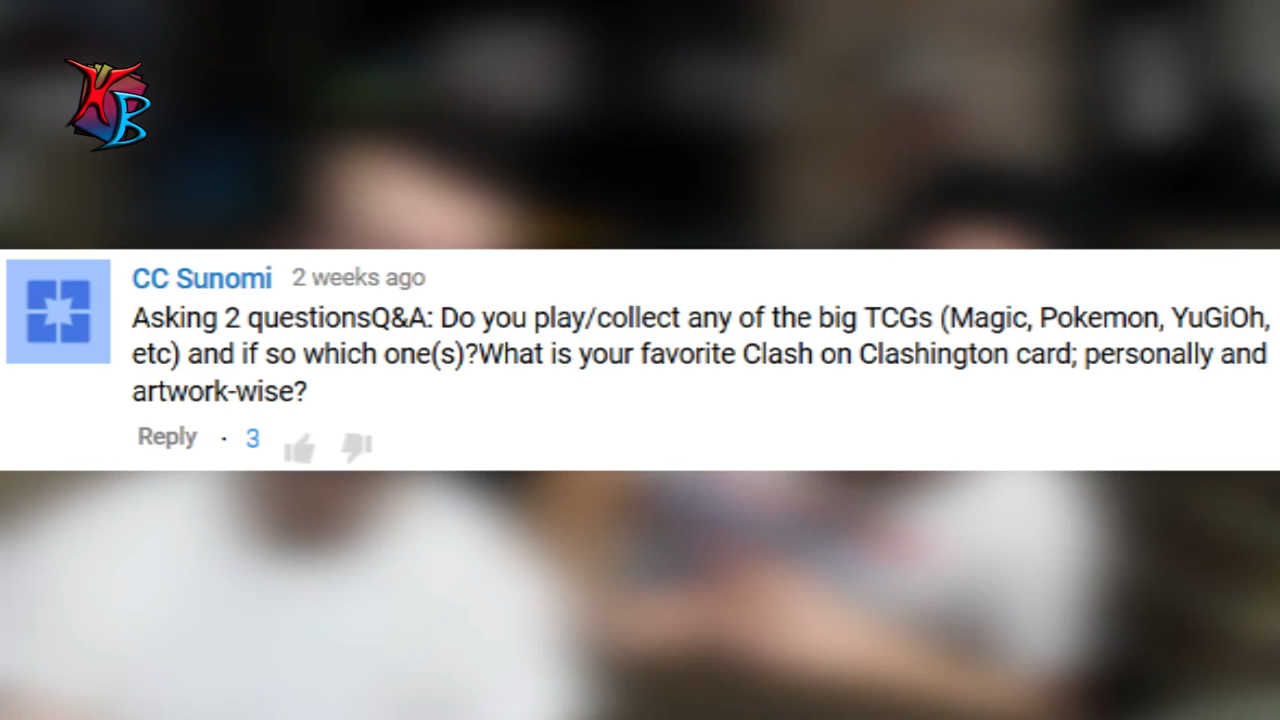 KB
CC Sunomi 2 weeks ago
Asking 2 questionsQ&A: Do you play/collect any of the big TCGs (Magic, Pokemon, YuGiOh,
etc) and if so which one(s)?What is your favorite Clash on Clashington card; personally and
artwork-wise?
Reply · 3